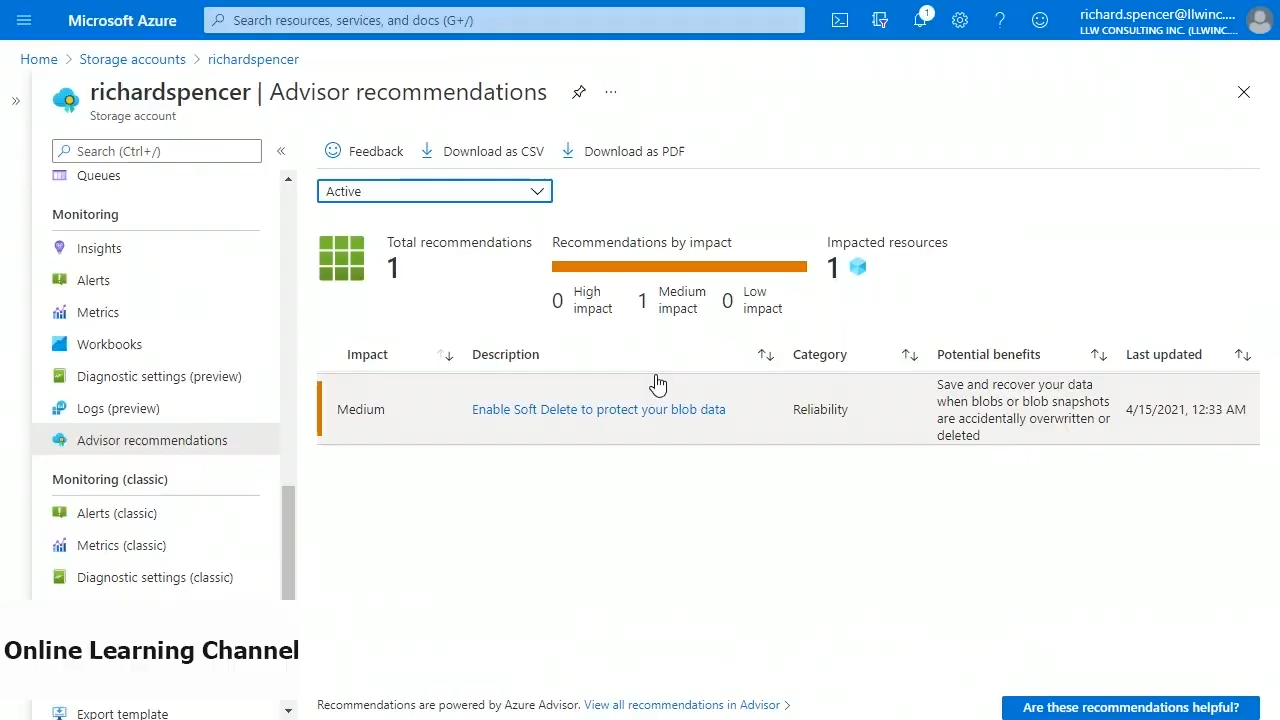 Microsoft Azure
Search resources, services, and docs (G+/)
1
richard.spencer@llwinc....
LLW CONSULTING INC. (LLWINC....
Home > Storage accounts > richardspencer
richardspencer | Advisor recommendations
Storage account
Search (Ctrl+/)
Queues
Monitoring
Insights
Alerts
Metrics
Workbooks
Diagnostic settings (preview)
Logs (preview)
Advisor recommendations
Monitoring (classic)
Alerts (classic)
Metrics (classic)
Diagnostic settings (classic)
Online Learning Channel
Export template
Feedback
Download as CSV
Download as PDF
Active
Total recommendations
1
Recommendations by impact
0 High impact
1 Medium impact
0 Low impact
Impacted resources
1
Impact
Description
Category
Potential benefits
Last updated
Medium
Enable Soft Delete to protect your blob data
Reliability
Save and recover your data
when blobs or blob snapshots
are accidentally overwritten or
deleted
4/15/2021, 12:33 AM
Recommendations are powered by Azure Advisor. View all recommendations in Advisor >
Are these recommendations helpful?